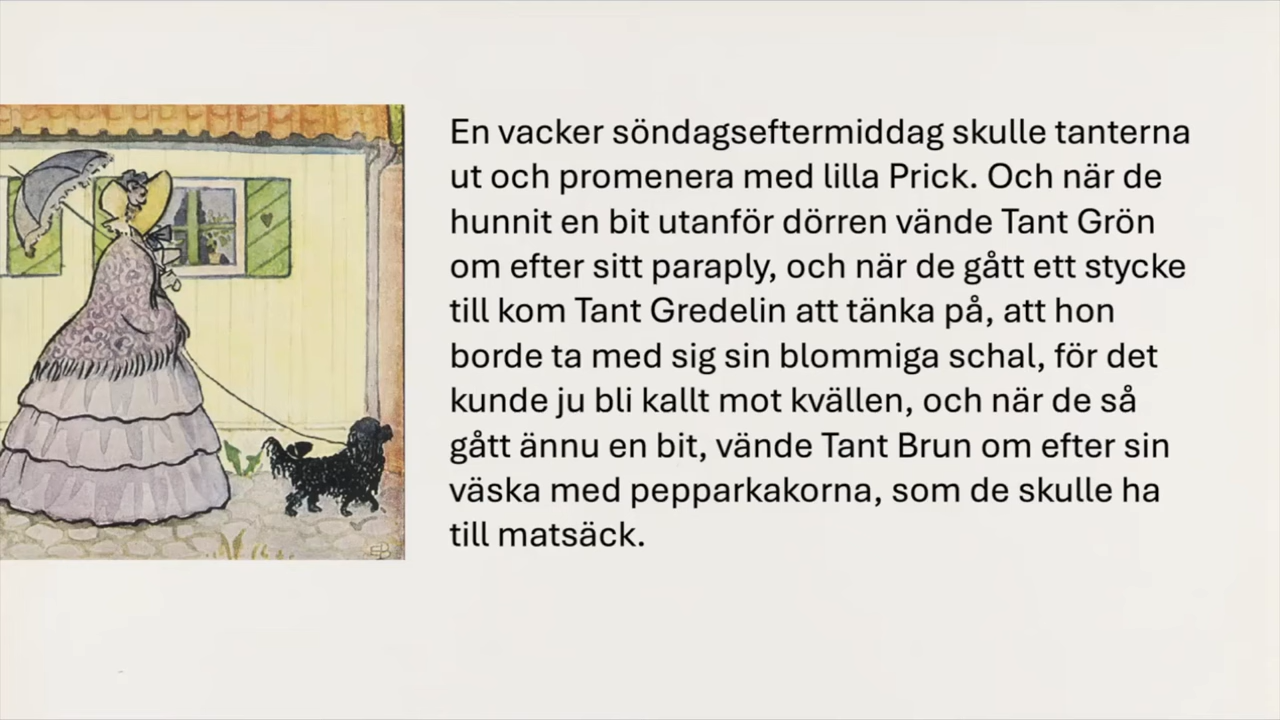 En vacker söndagseftermiddag skulle tanterna
ut och promenera med lilla Prick. Och när de
hunnit en bit utanför dörren vände Tant Grön
om efter sitt paraply, och när de gått ett stycke
till kom Tant Gredelin att tänka på, att hon
borde ta med sig sin blommiga schal, för det
kunde ju bli kallt mot kvällen, och när de så
gått ännu en bit, vände Tant Brun om efter sin
väska med pepparkakorna, som de skulle ha
till matsäck.
EB